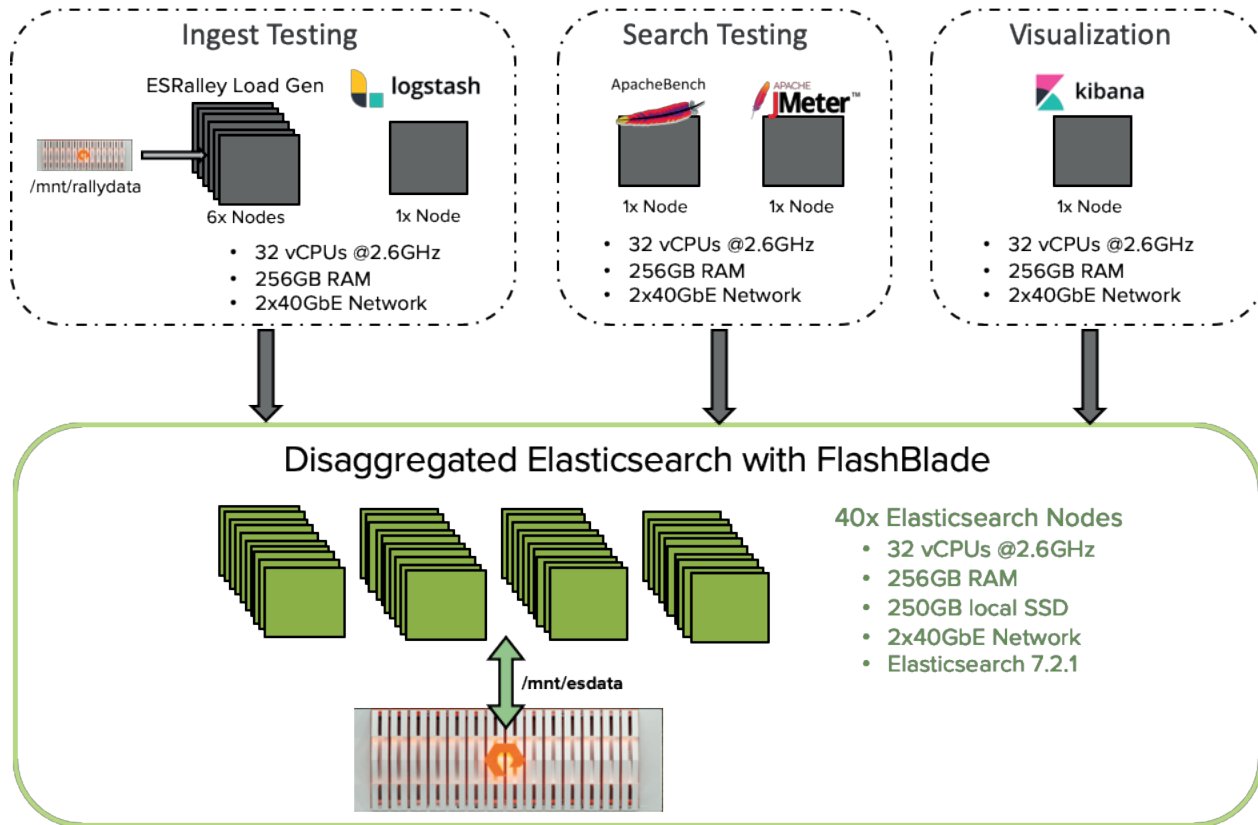 Ingest Testing
ESRalley Load Gen
logstash
/mnt/rallydata
6x Nodes
1x Node
• 32 vCPUs @2.6GHz
• 256GB RAM
• 2x40GbE Network
Search Testing
ApacheBench
APACHE
JMeter™
1x Node
1x Node
• 32 vCPUs @2.6GHz
• 256GB RAM
• 2x40GbE Network
Visualization
kibana
1x Node
• 32 vCPUs @2.6GHz
• 256GB RAM
• 2x40GbE Network
Disaggregated Elasticsearch with FlashBlade
40x Elasticsearch Nodes
• 32 vCPUs @2.6GHz
• 256GB RAM
• 250GB local SSD
• 2x40GbE Network
• Elasticsearch 7.2.1
/mnt/esdata